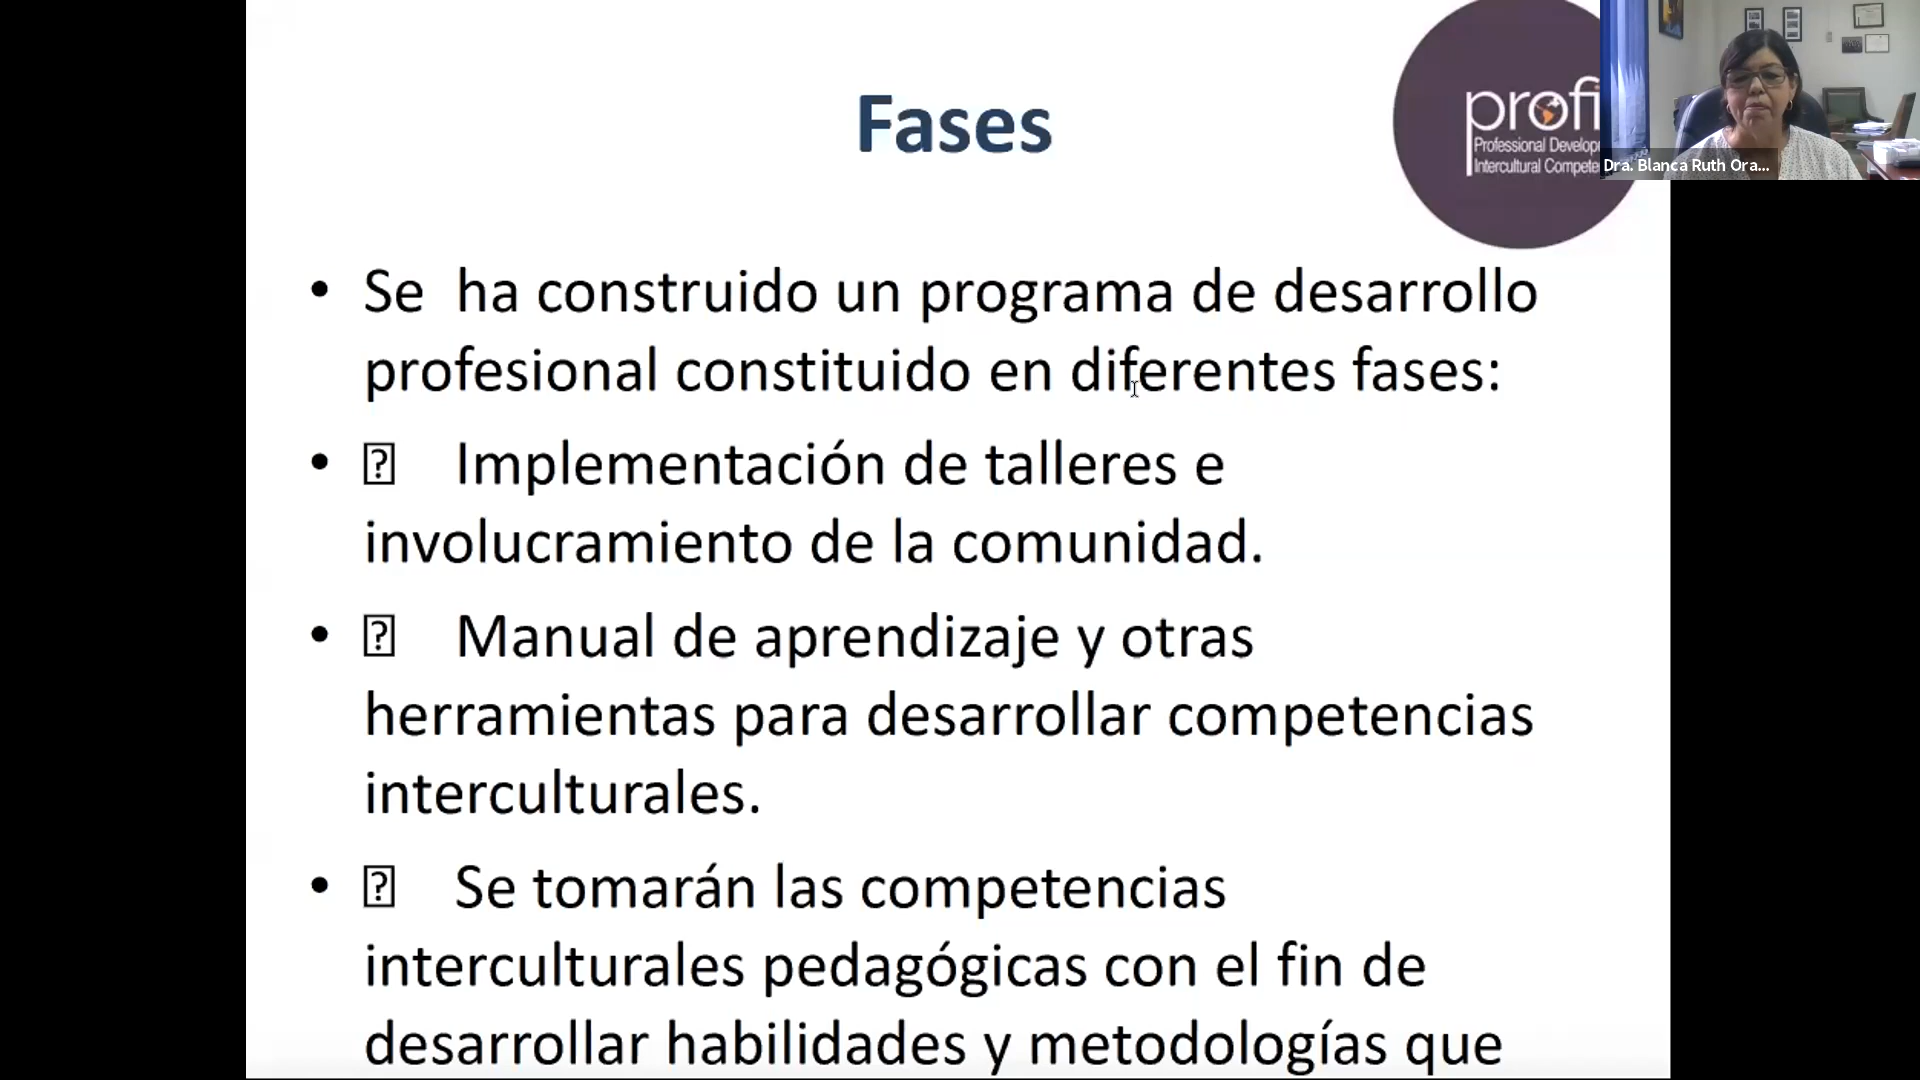 Fases
profi
Professional Develop
Intercultural Compete
Dra. Blanca Ruth Ora...
• Se ha construido un programa de desarrollo
profesional constituido en diferentes fases:
• Implementación de talleres e
involucramiento de la comunidad.
• Manual de aprendizaje y otras
herramientas para desarrollar competencias
interculturales.
• Se tomarán las competencias
interculturales pedagógicas con el fin de
desarrollar habilidades y metodologías que